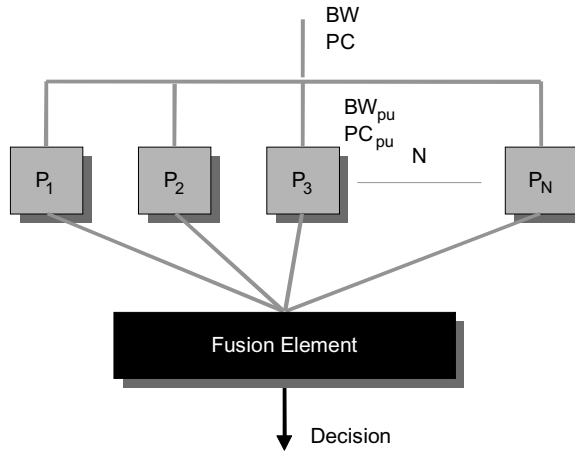 BW
PC
BWpu
PCpu
N
P1
P2
P3
PN
Fusion Element
Decision